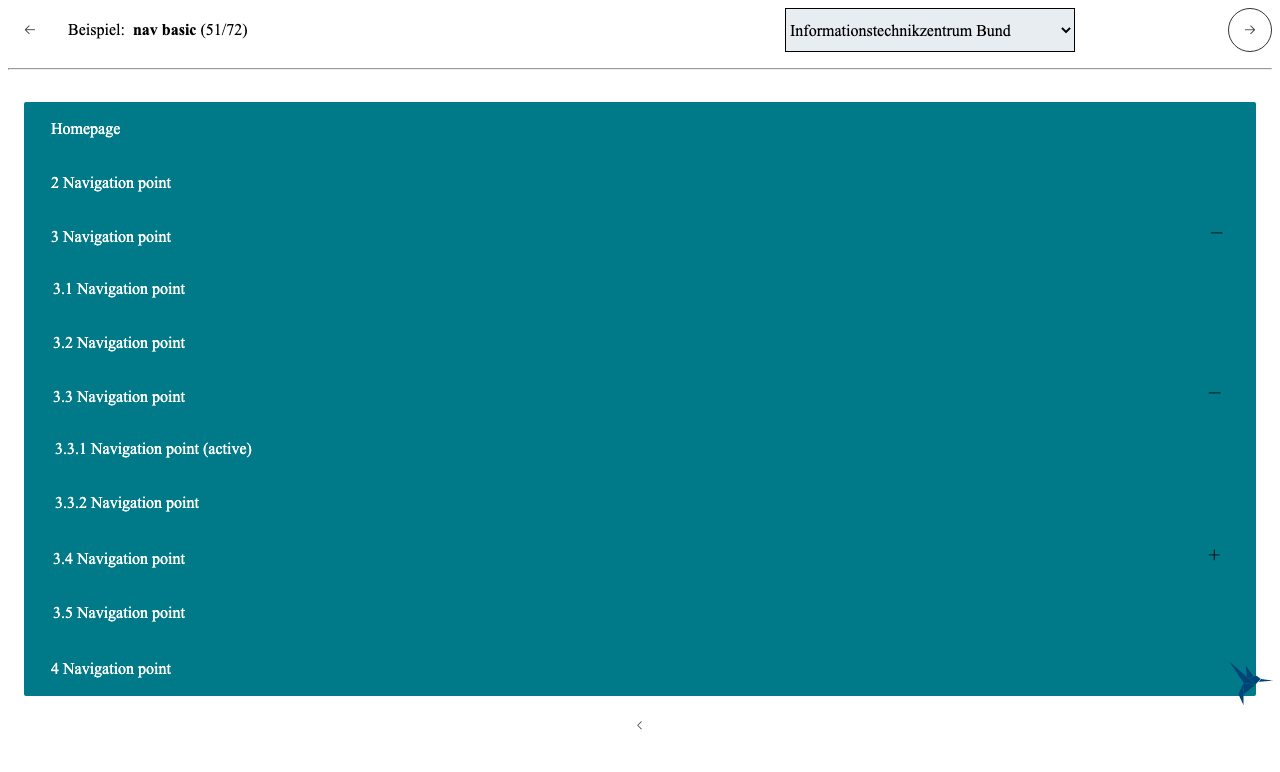 Beispiel: nav basic (51/72)
Informationstechnikzentrum Bund
Homepage
2 Navigation point
3 Navigation point
3.1 Navigation point
3.2 Navigation point
3.3 Navigation point
3.3.1 Navigation point (active)
3.3.2 Navigation point
3.4 Navigation point
3.5 Navigation point
4 Navigation point